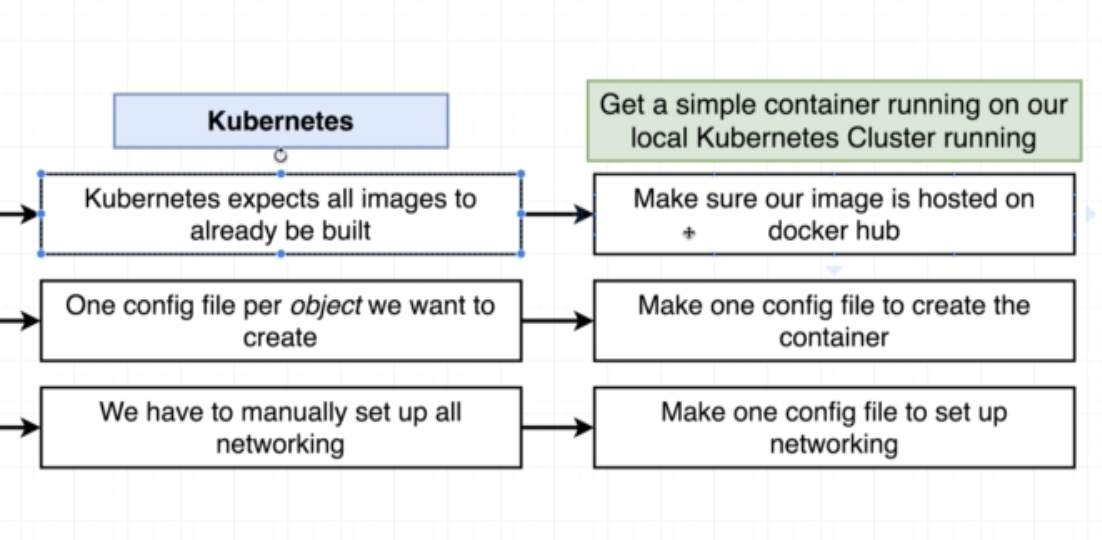 Kubernetes
Get a simple container running on our
local Kubernetes Cluster running
Kubernetes expects all images to
already be built
Make sure our image is hosted on
docker hub
One config file per object we want to
create
Make one config file to create the
container
We have to manually set up all
networking
Make one config file to set up
networking